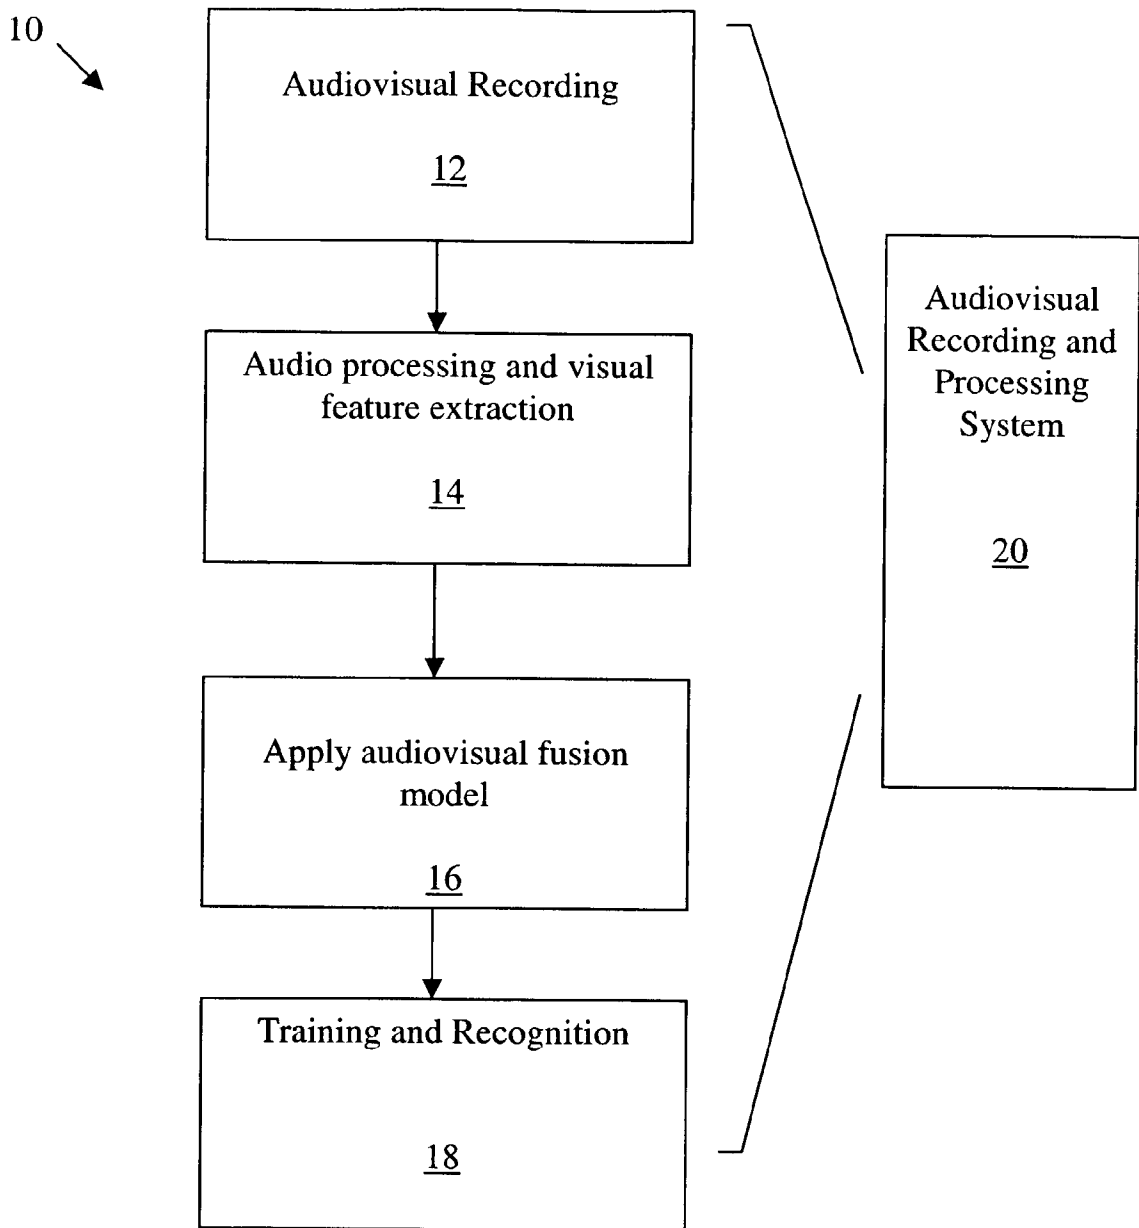 10
Audiovisual Recording
12
Audio processing and visual
feature extraction
14
Apply audiovisual fusion
model
16
Training and Recognition
18
Audiovisual
Recording and
Processing
System
20